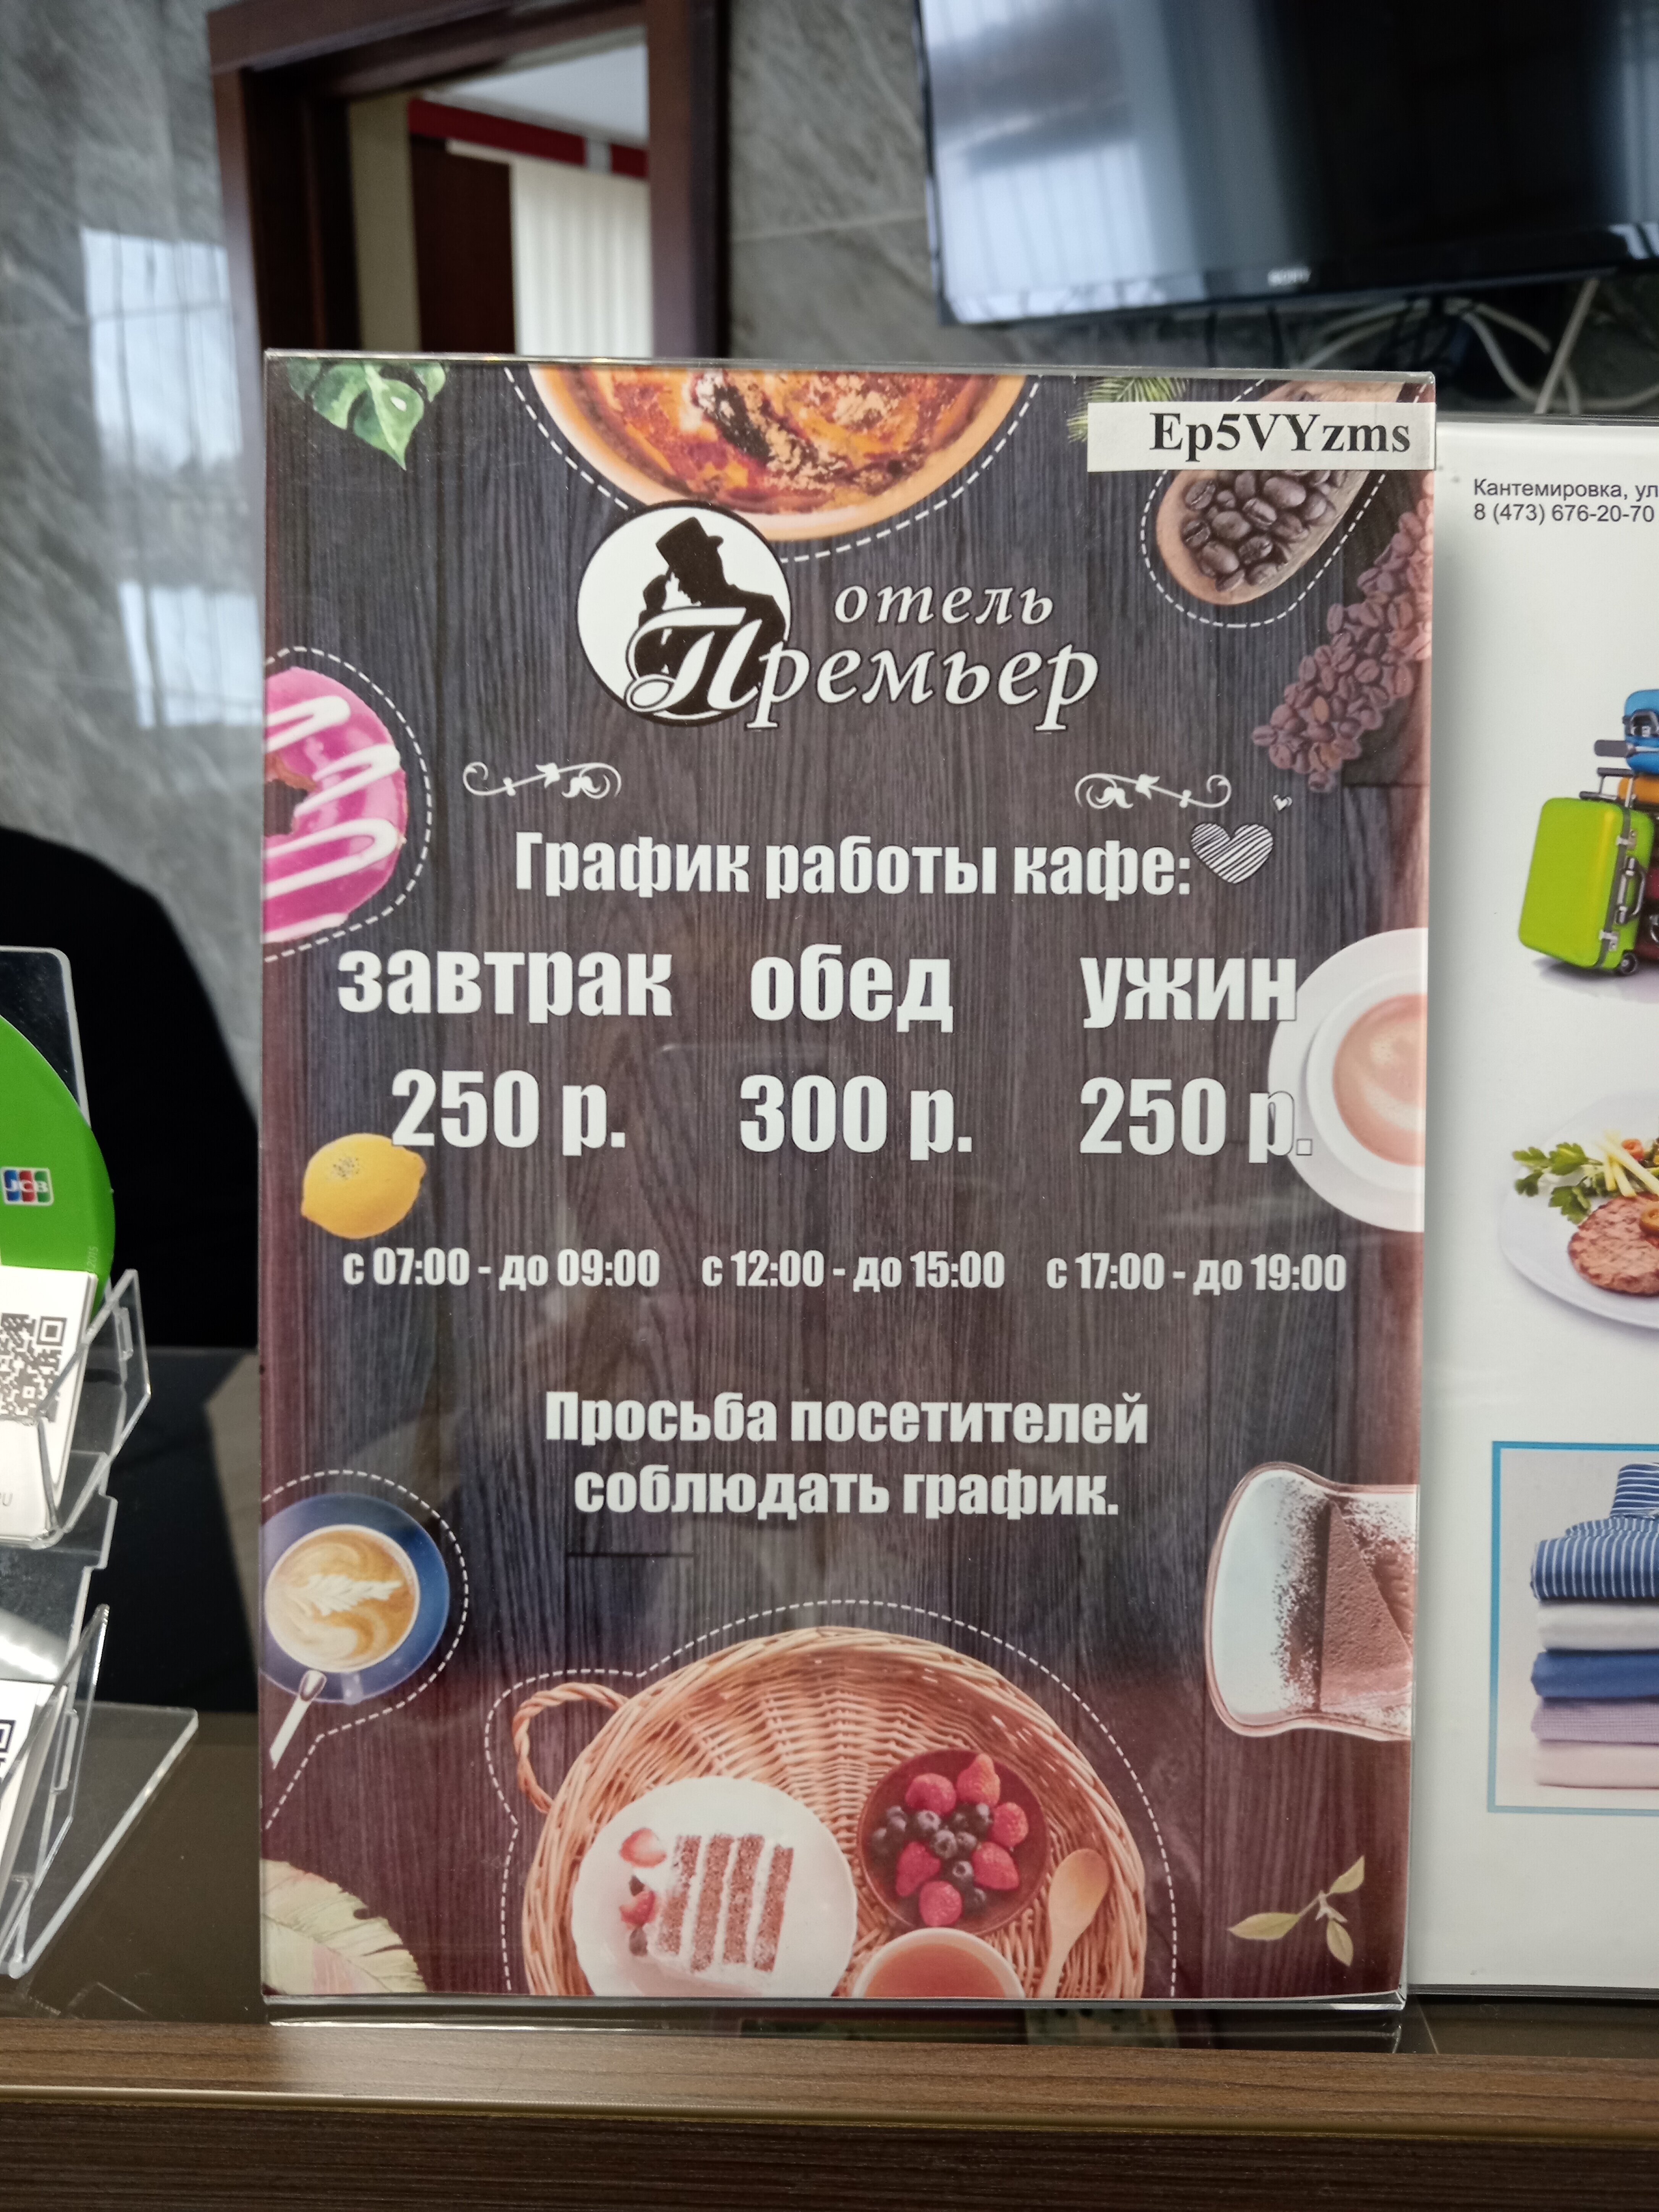 Ep5VYzms
Кантемировка, ул
8 (473) 676-20-70
отель
Премьер
График работы кафе:
завтрак обед ужин
250 р. 300 р. 250 р.
с 07:00 - до 09:00 с 12:00 - до 15:00 с 17:00 - до 19:00
Просьба посетителей
соблюдать график.
JCB